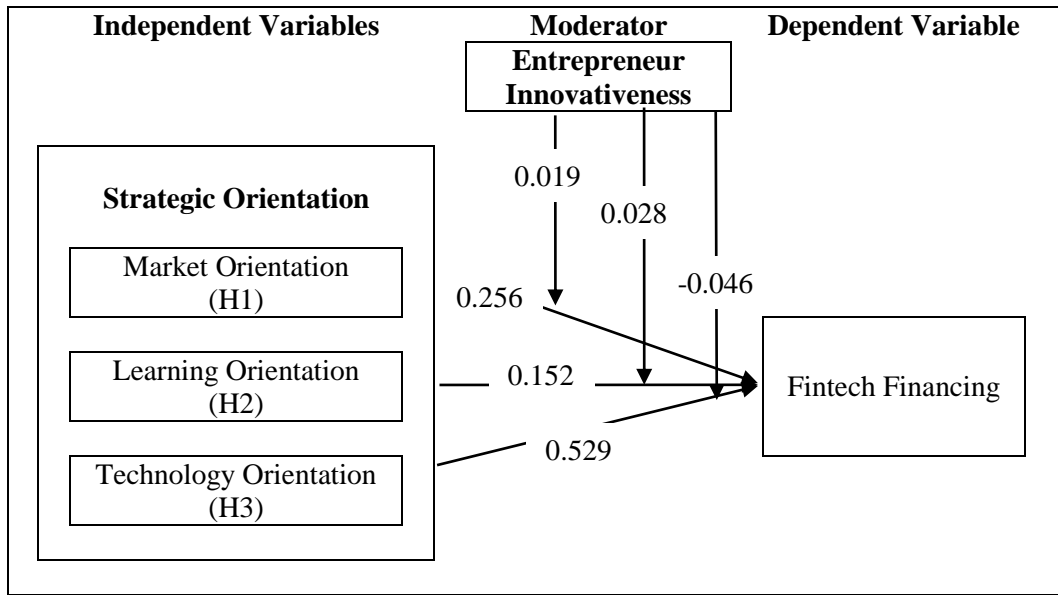 Independent Variables
Moderator
Dependent Variable
Entrepreneur
Innovativeness
0.019
0.028
-0.046
Strategic Orientation
Market Orientation
(H1)
0.256
Learning Orientation
(H2)
0.152
Technology Orientation
(H3)
0.529
Fintech Financing